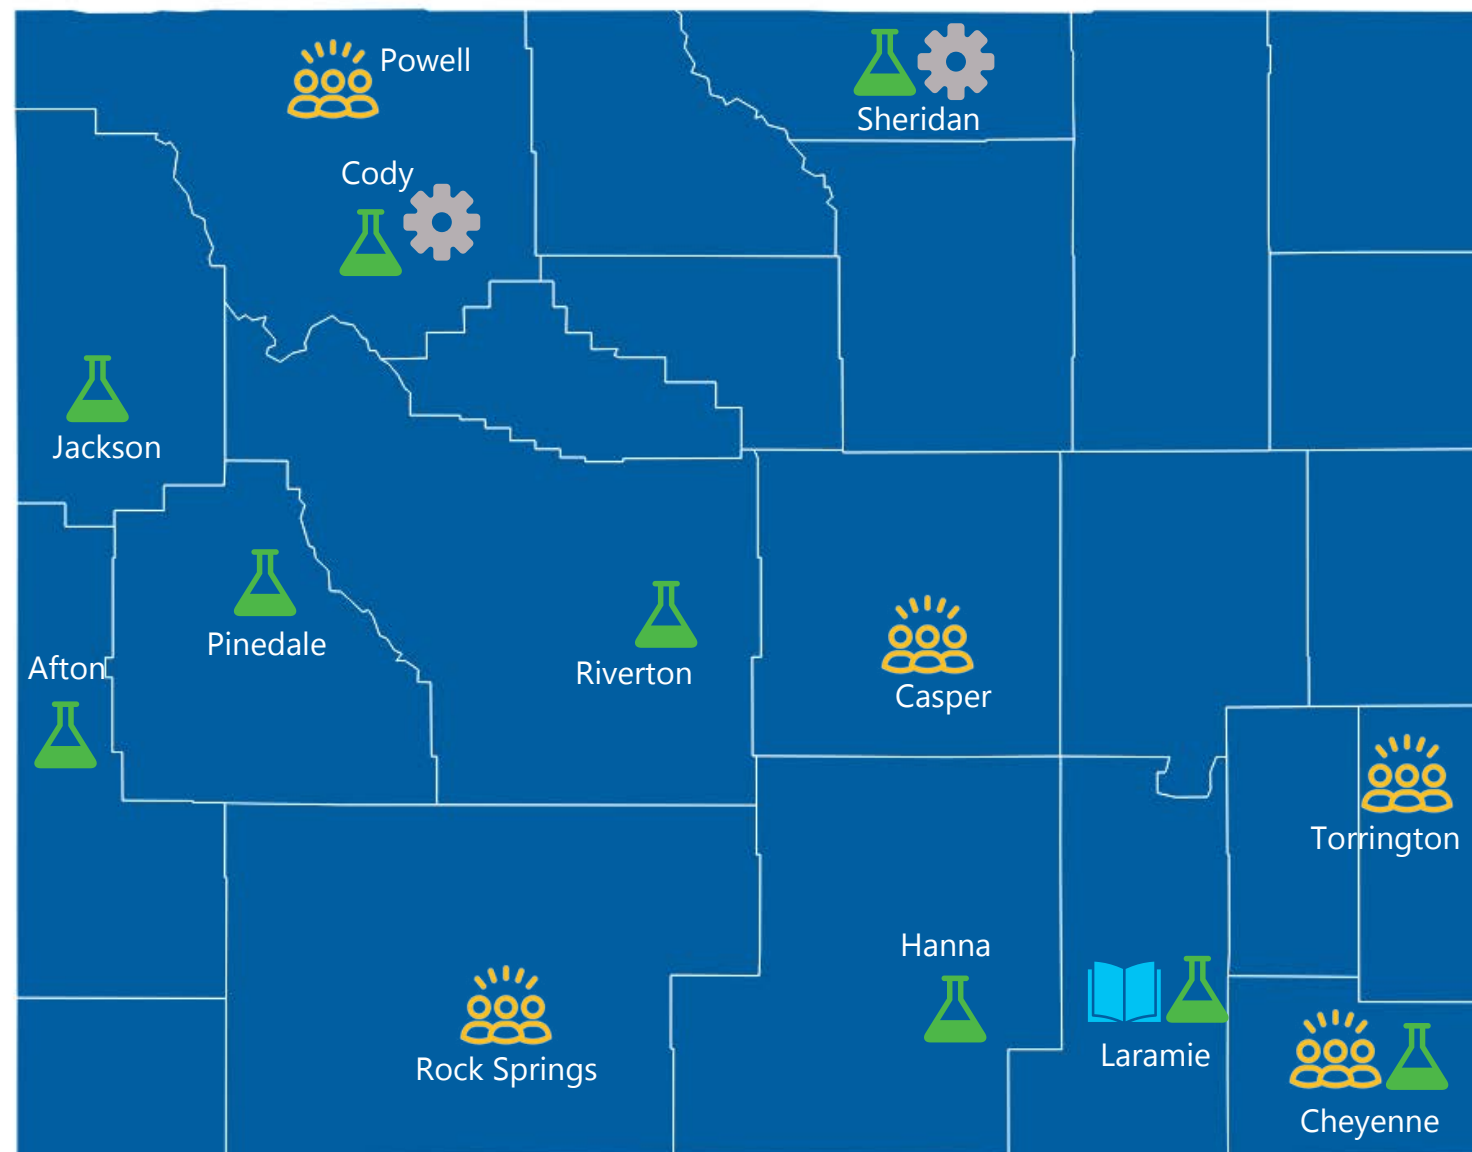 Powell
Sheridan
Cody
Jackson
Pinedale
Afton
Riverton
Casper
Torrington
Hanna
Laramie
Rock Springs
Cheyenne